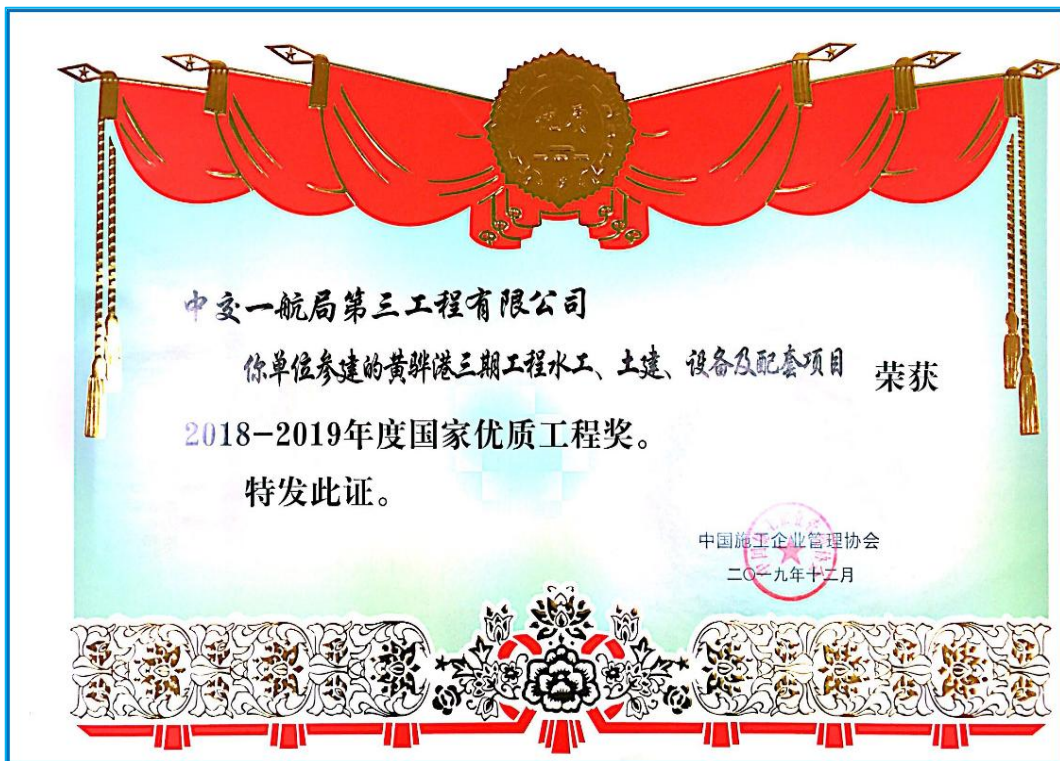 中交一航局第三工程有限公司
你单位参建的黄骅港三期工程水工、土建、设备及配套项目 荣获
2018-2019年度国家优质工程奖。
特发此证。
中国施工企业管理协会
二〇一九年十二月